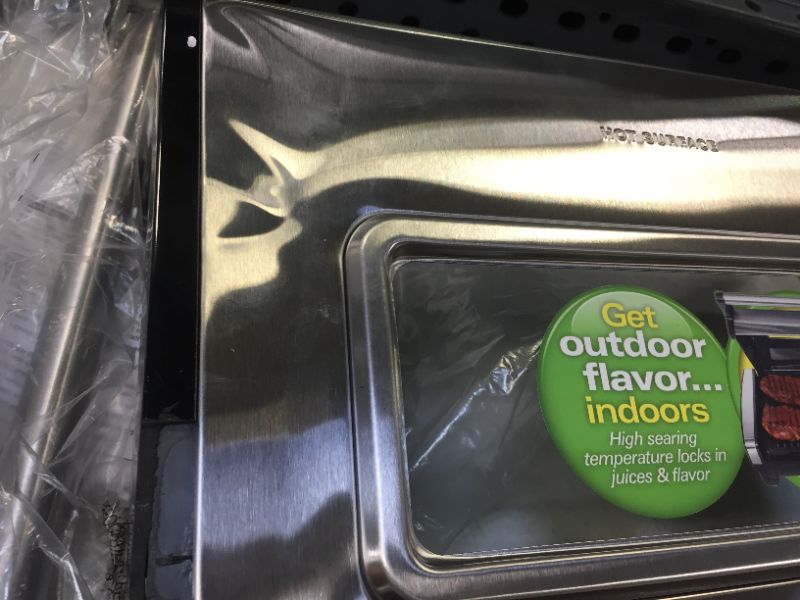 HOT SURFACE
Get
outdoor
flavor...
indoors
High searing
temperature locks in
juices & flavor